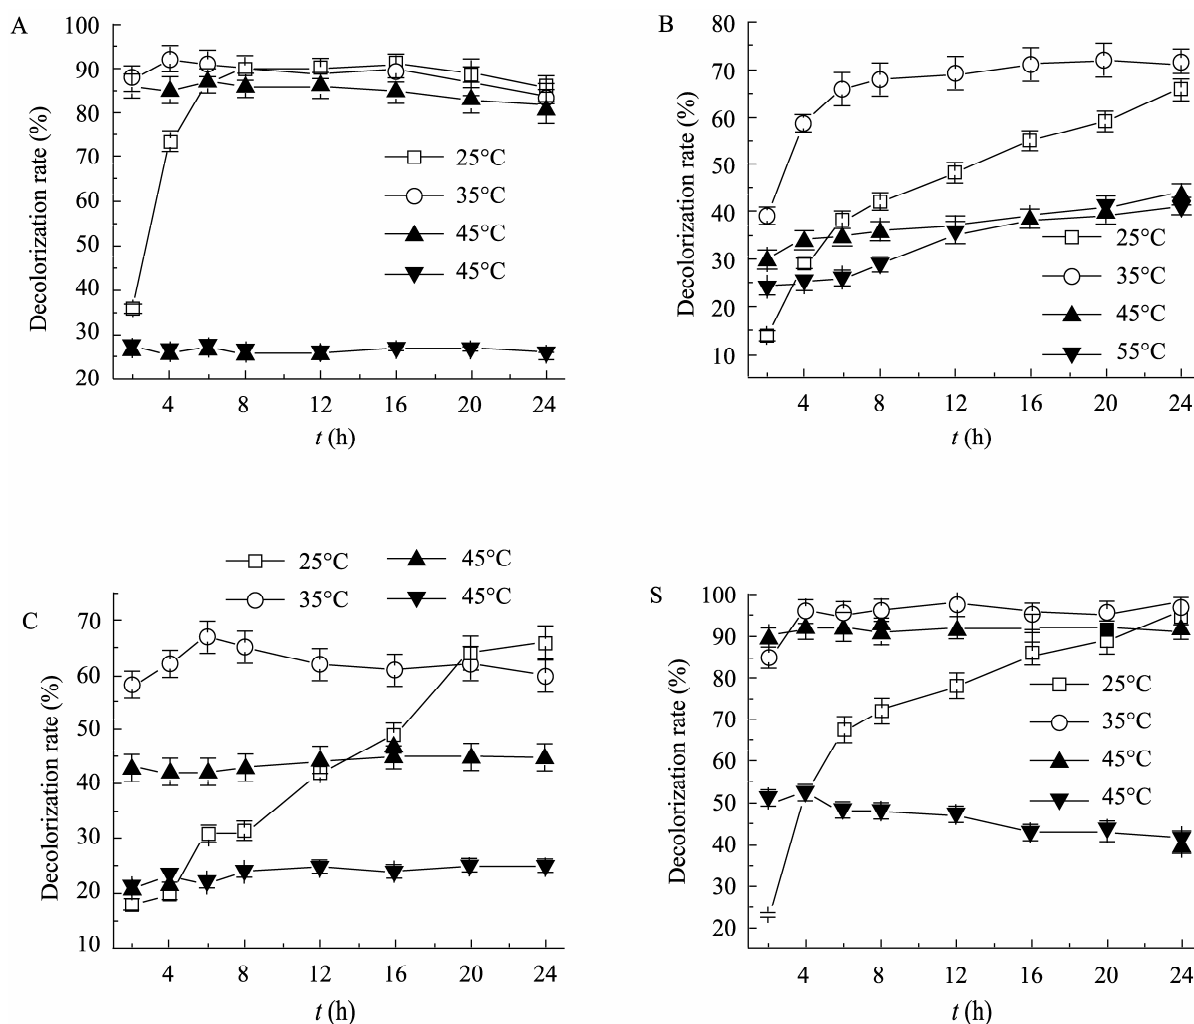 A
100
90
80
70
60
50
40
30
20
Decolorization rate (%)
25°C
35°C
45°C
45°C
4 8 12 16 20 24
t (h)
B
80
70
60
50
40
30
20
10
Decolorization rate (%)
25°C
35°C
45°C
55°C
4 8 12 16 20 24
t (h)
C
25°C 45°C
35°C 45°C
70
60
50
40
30
20
10
Decolorization rate (%)
4 8 12 16 20 24
t (h)
S
100
90
80
70
60
50
40
30
20
Decolorization rate (%)
25°C
35°C
45°C
45°C
4 8 12 16 20 24
t (h)